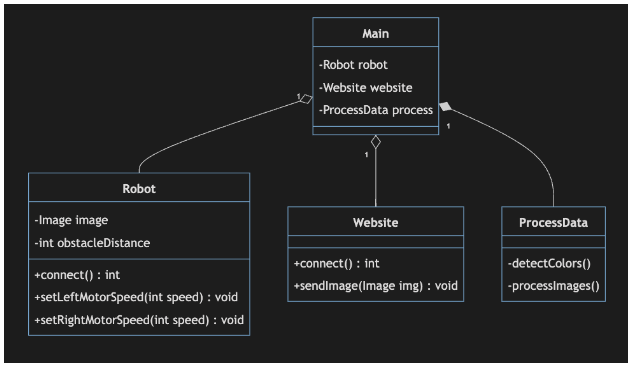 Main
-Robot robot
-Website website
-ProcessData process
1
1
1
Robot
-Image image
-int obstacleDistance
+connect() : int
+setLeftMotorSpeed(int speed) : void
+setRightMotorSpeed(int speed) : void
Website
+connect() : int
+sendImage(Image img) : void
ProcessData
-detectColors()
-processImages()